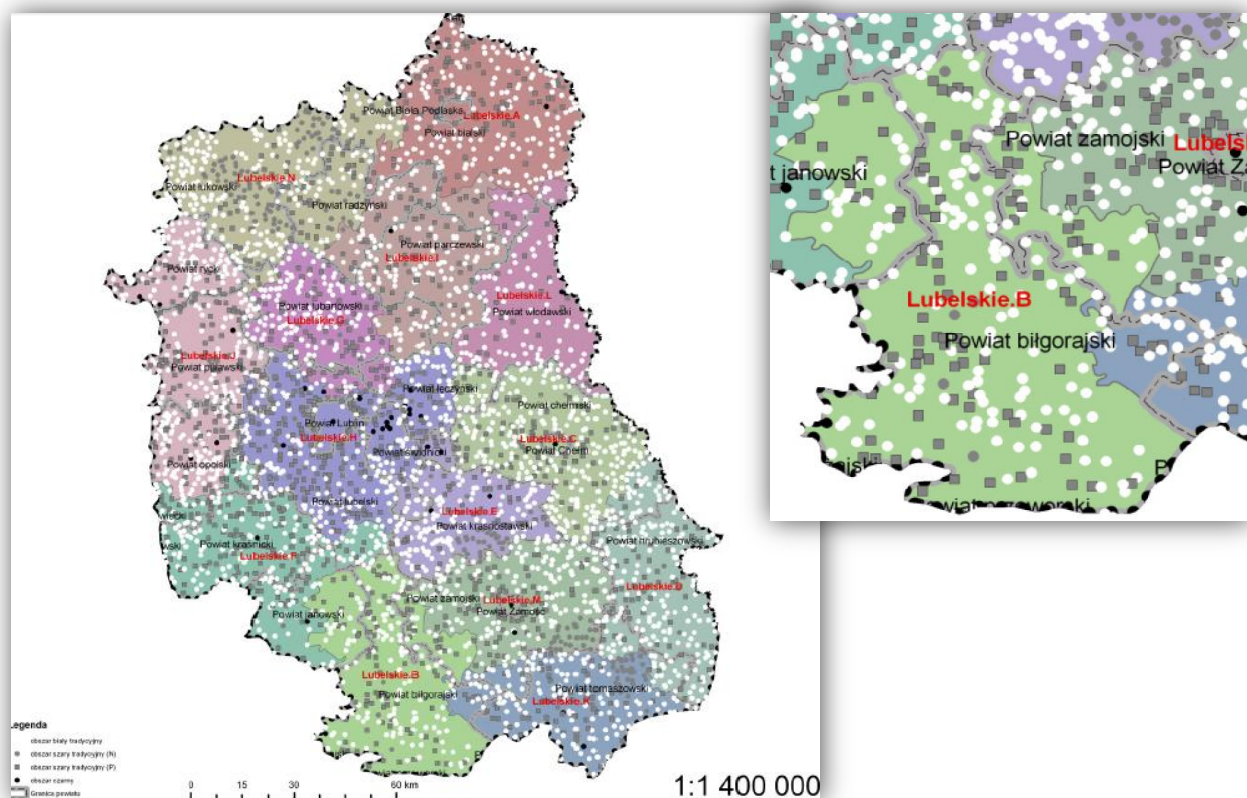 Powiat Biała Podlaska
Lubelskie.A
Powiat bialski
Lubelskie.N
Powiat łukowski
Powiat radzyński
Powiat parczewski
Lubelskie.I
Powiat rycki
Lubelskie.L
Powiat lubartowski
Powiat włodawski
Lubelskie.G
Lubelskie.J
Powiat puławski
Powiat łęczyński
Powiat chełmski
Powiat Lublin
Lubelskie.H
Lubelskie.C
Powiat świdnicki
Powiat Chełm
Powiat opolski
Powiat lubelski
Lubelskie.E
Powiat krasnostawski
Powiat kraśnicki
Powiat hrubieszowski
Lubelskie.F
Lubelskie.D
Powiat zamojski
Lubelskie.M
Powiat Zamość
Powiat janowski
Lubelskie.B
Powiat biłgorajski
Powiat tomaszowski
Lubelskie.K
Legenda
obszar biały tradycyjny
obszar szary tradycyjny (N)
obszar szary tradycyjny (P)
obszar czarny
Granica powiatu
0 15 30 60 km
1:1 400 000
Powiat zamojski
Lubels
Powiat Za
t janowski
Lubelskie.B
Powiat biłgorajski